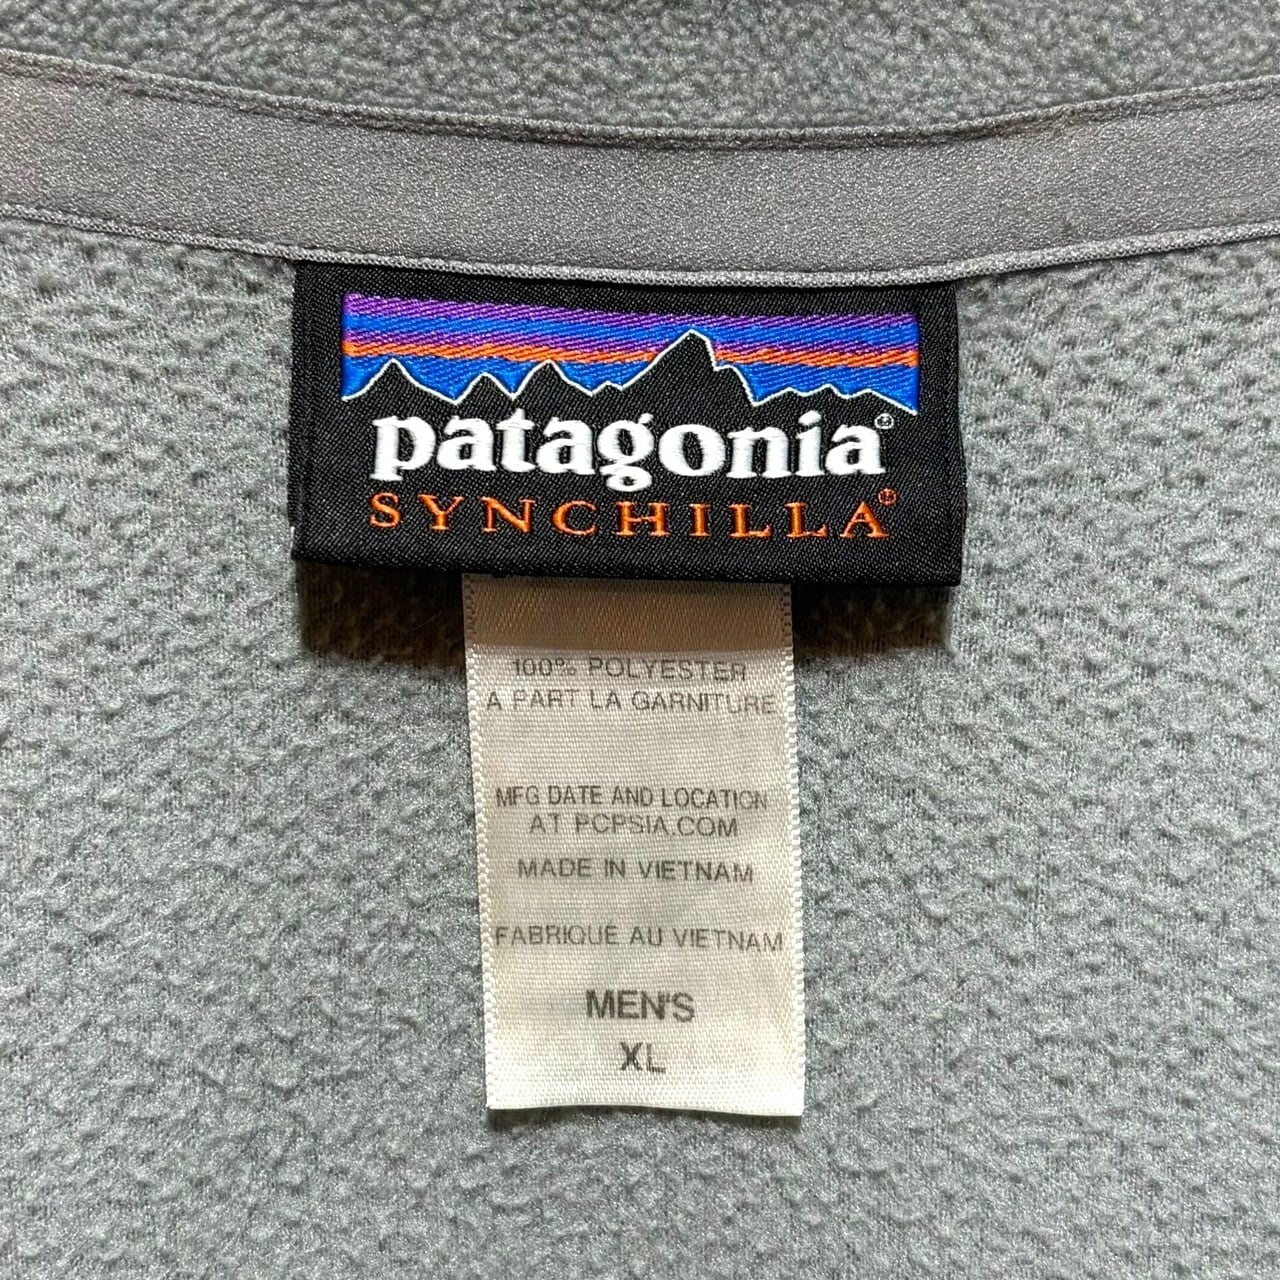 patagonia®
SYNCHILLA®
100% POLYESTER
A PART LA GARNITURE
MFG DATE AND LOCATION
AT PCPSIA.COM
MADE IN VIETNAM
FABRIQUE AU VIETNAM
MEN'S
XL